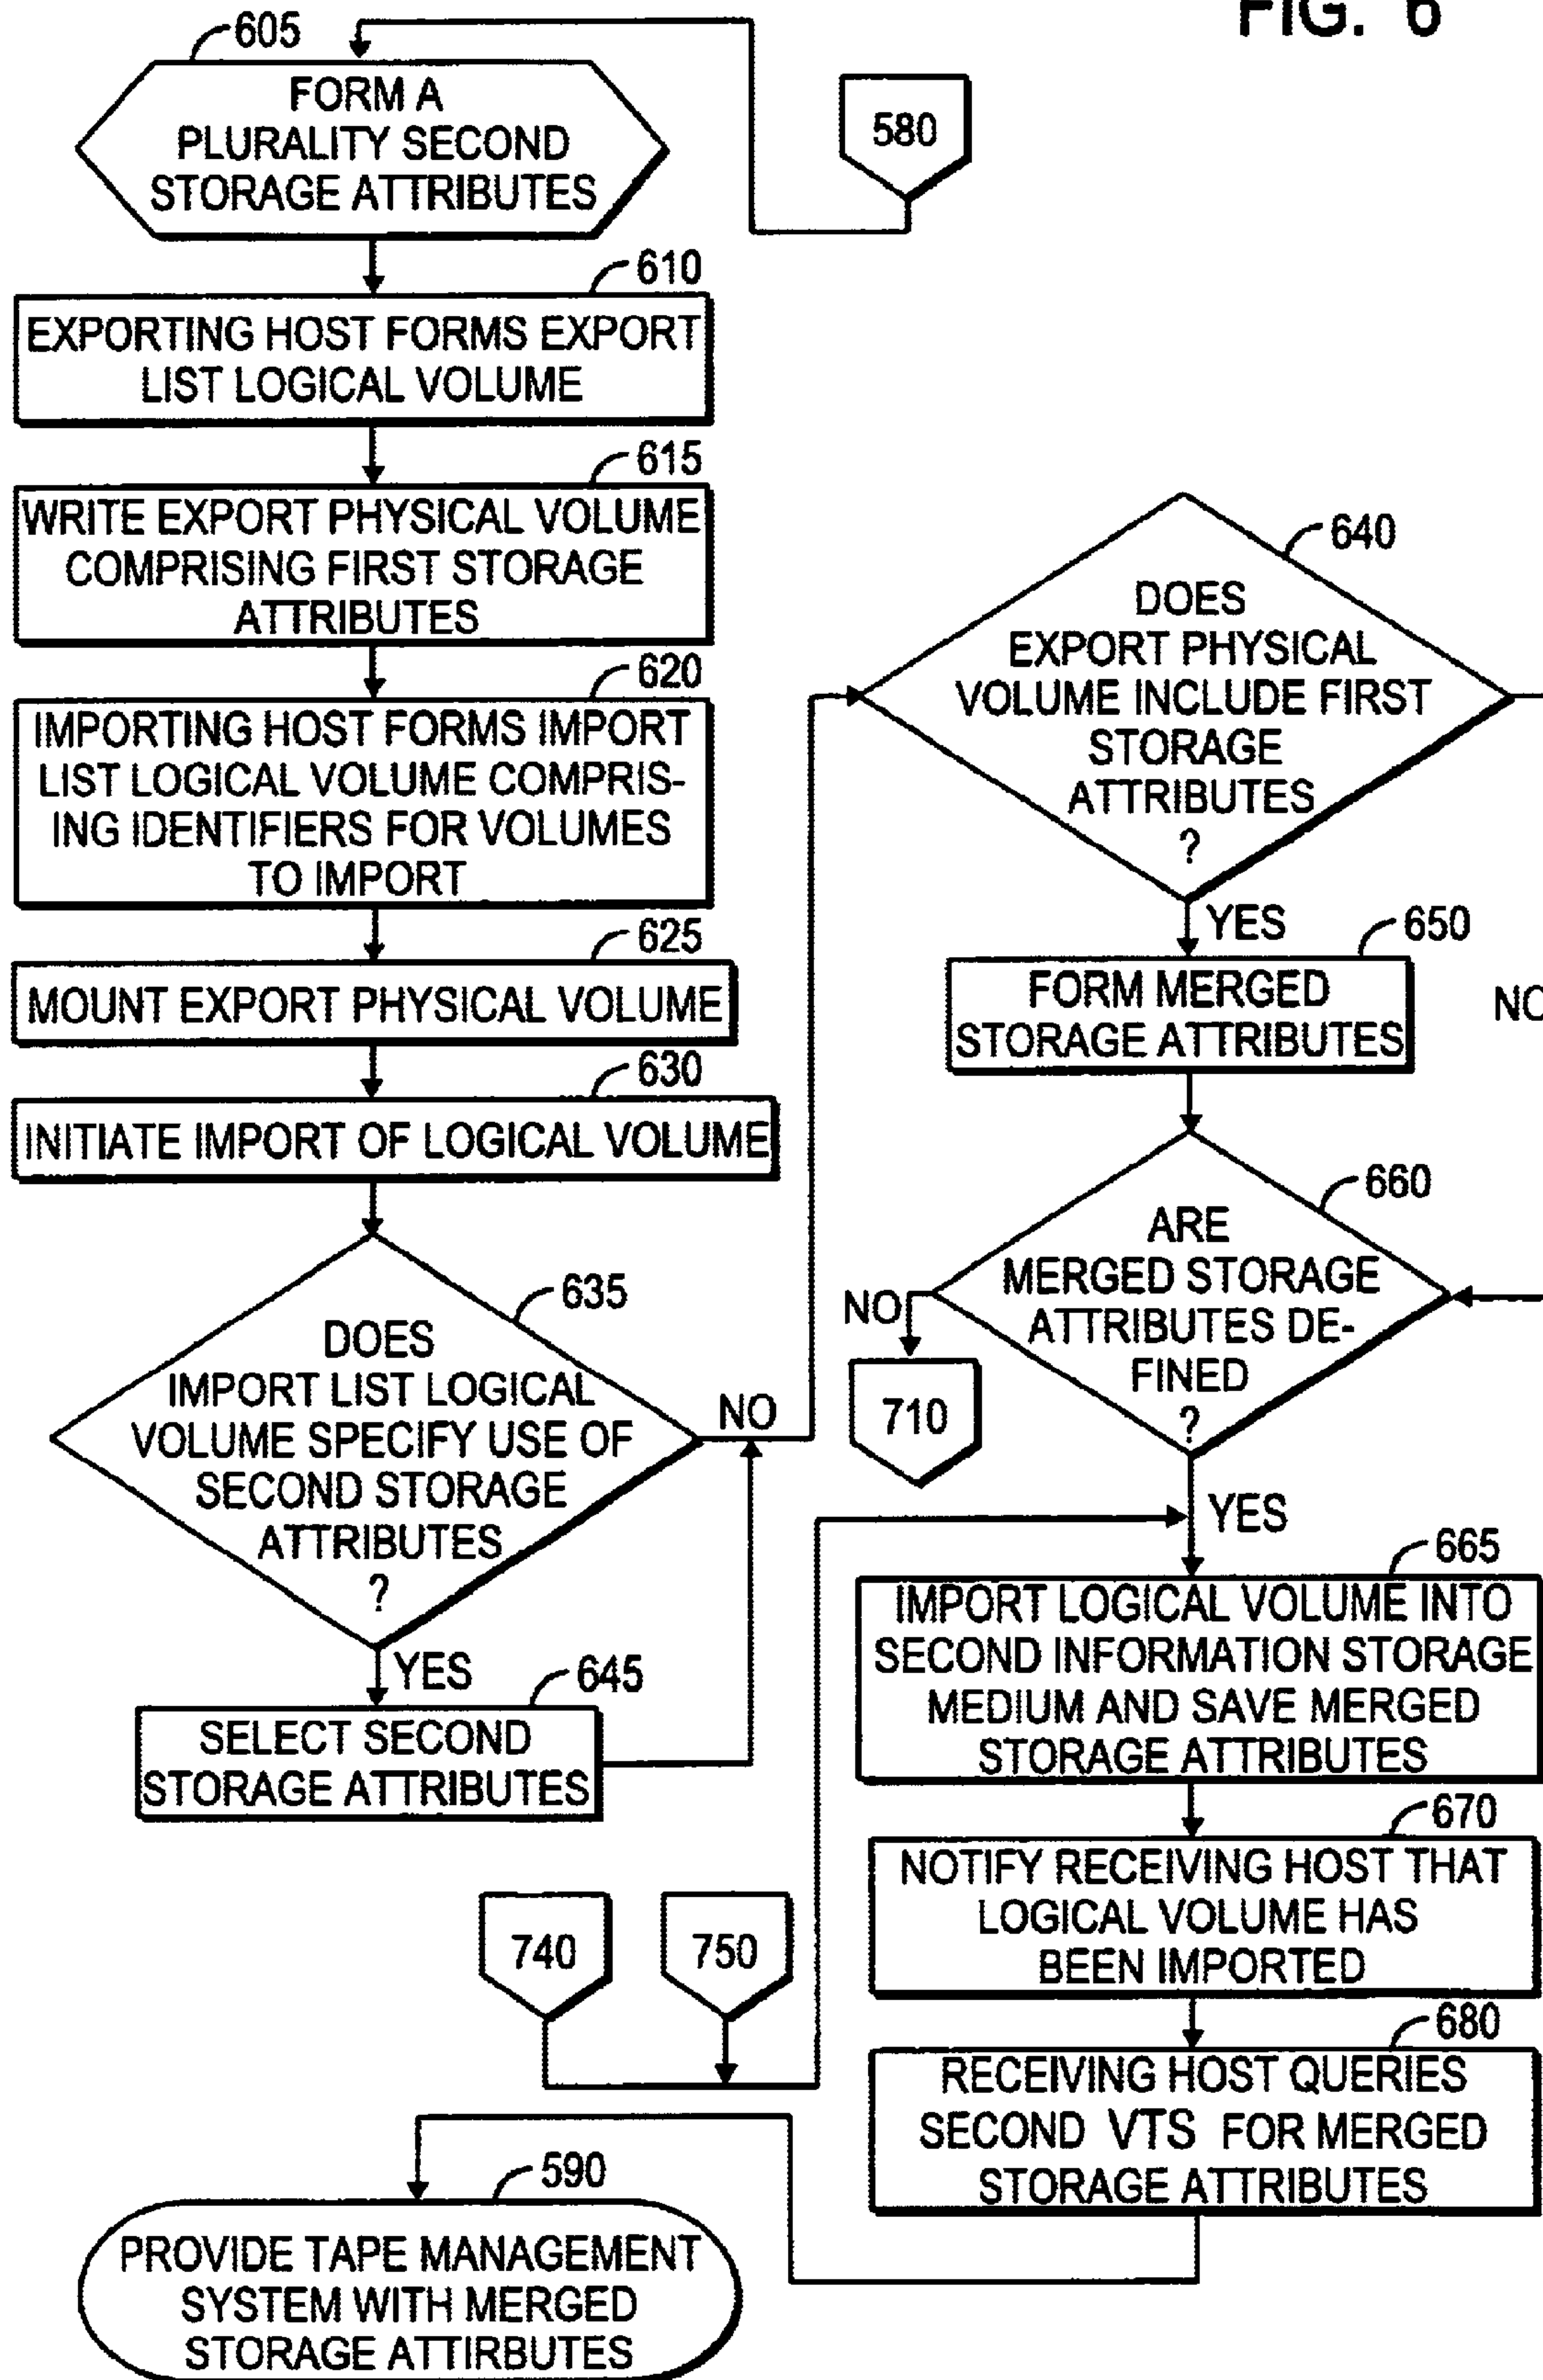 FIG. 6
605
FORM A
PLURALITY SECOND
STORAGE ATTRIBUTES
580
610
EXPORTING HOST FORMS EXPORT
LIST LOGICAL VOLUME
615
WRITE EXPORT PHYSICAL VOLUME
COMPRISING FIRST STORAGE
ATTRIBUTES
620
IMPORTING HOST FORMS IMPORT
LIST LOGICAL VOLUME COMPRIS-
ING IDENTIFIERS FOR VOLUMES
TO IMPORT
625
MOUNT EXPORT PHYSICAL VOLUME
630
INITIATE IMPORT OF LOGICAL VOLUME
635
DOES
IMPORT LIST LOGICAL
VOLUME SPECIFY USE OF
SECOND STORAGE
ATTRIBUTES
?
NO
YES
645
SELECT SECOND
STORAGE ATTRIBUTES
640
DOES
EXPORT PHYSICAL
VOLUME INCLUDE FIRST
STORAGE
ATTRIBUTES
?
YES
NO
650
FORM MERGED
STORAGE ATTRIBUTES
660
ARE
MERGED STORAGE
ATTRIBUTES DE-
FINED
?
NO
710
YES
665
IMPORT LOGICAL VOLUME INTO
SECOND INFORMATION STORAGE
MEDIUM AND SAVE MERGED
STORAGE ATTRIBUTES
670
NOTIFY RECEIVING HOST THAT
LOGICAL VOLUME HAS
BEEN IMPORTED
740
750
680
RECEIVING HOST QUERIES
SECOND VTS FOR MERGED
STORAGE ATTRIBUTES
590
PROVIDE TAPE MANAGEMENT
SYSTEM WITH MERGED
STORAGE ATTIRBUTES